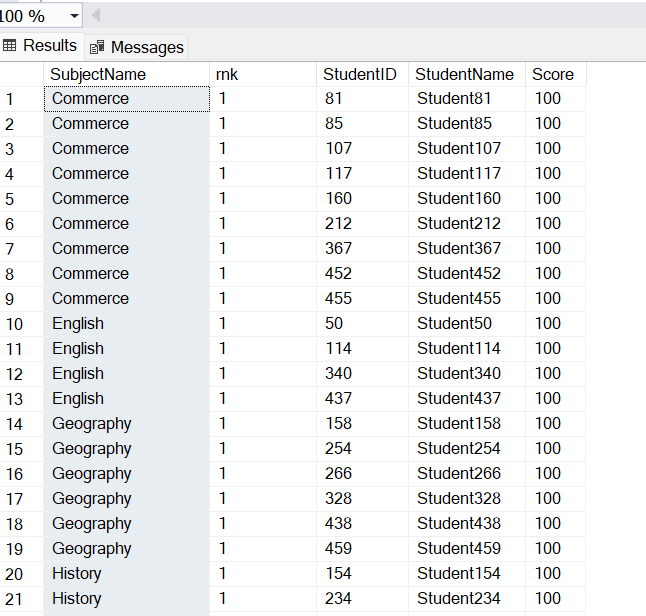 100 %
Results Messages
SubjectName rnk StudentID StudentName Score
1 Commerce 1 81 Student81 100
2 Commerce 1 85 Student85 100
3 Commerce 1 107 Student107 100
4 Commerce 1 117 Student117 100
5 Commerce 1 160 Student160 100
6 Commerce 1 212 Student212 100
7 Commerce 1 367 Student367 100
8 Commerce 1 452 Student452 100
9 Commerce 1 455 Student455 100
10 English 1 50 Student50 100
11 English 1 114 Student114 100
12 English 1 340 Student340 100
13 English 1 437 Student437 100
14 Geography 1 158 Student158 100
15 Geography 1 254 Student254 100
16 Geography 1 266 Student266 100
17 Geography 1 328 Student328 100
18 Geography 1 438 Student438 100
19 Geography 1 459 Student459 100
20 History 1 154 Student154 100
21 History 1 234 Student234 100